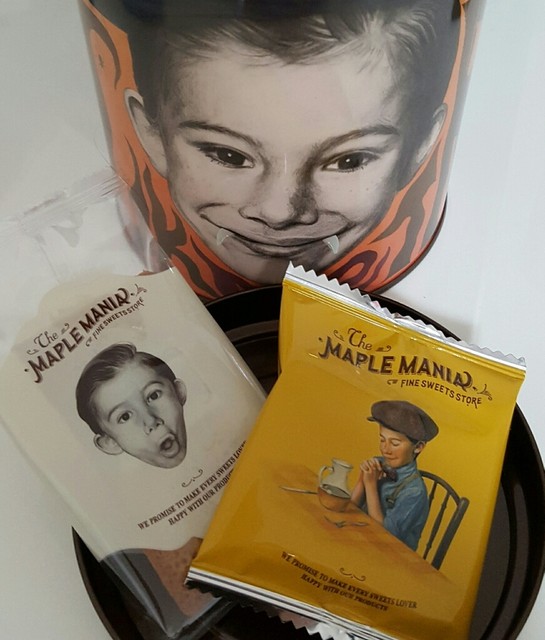 The
MAPLE MANIA
FINE SWEETS STORE
WE PROMISE TO MAKE EVERY SWEETS LOVER
HAPPY WITH OUR PRODUCTS
The
MAPLE MANIA
FINE SWEETS STORE
WE PROMISE TO MAKE EVERY SWEETS LOVER
HAPPY WITH OUR PRODUCTS